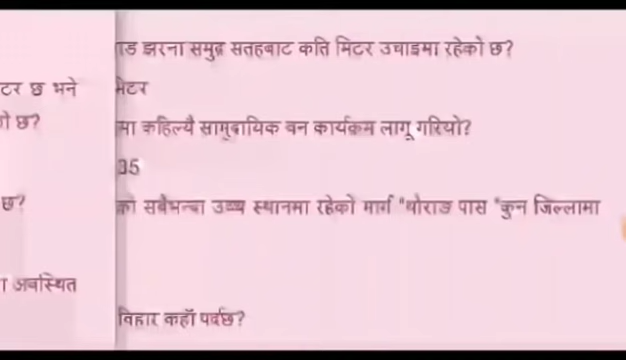 ाड झरना समुद्र सतहबाट कति मिटर उचाइमा रहेको छ?
टर छ भने
मेटर
ो छ?
मा कहिल्यै सामुदायिक वन कार्यक्रम लागू गरियो?
35
छ?
को सबैभन्दा उच्च स्थानमा रहेको मार्ग "थोराङ पास "कुन जिल्लामा
ा अवस्थित
विहार कहाँ पर्दछ?